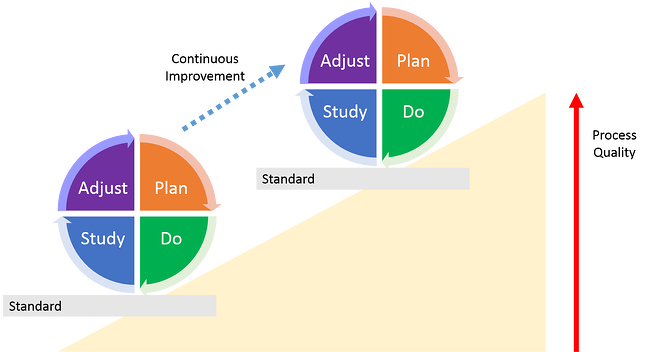 Continuous
Improvement
Adjust
Plan
Study
Do
Standard
Process
Quality
Adjust
Plan
Study
Do
Standard